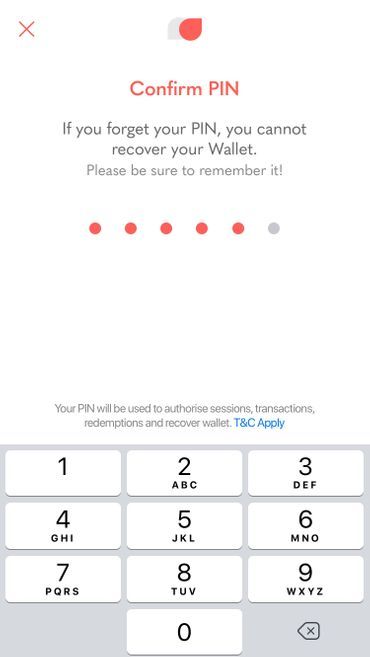 Confirm PIN
If you forget your PIN, you cannot
recover your Wallet.
Please be sure to remember it!
Your PIN will be used to authorise sessions, transactions,
redemptions and recover wallet. T&C Apply
1
2
ABC
3
DEF
4
GHI
5
JKL
6
MNO
7
PQRS
8
TUV
9
WXYZ
0